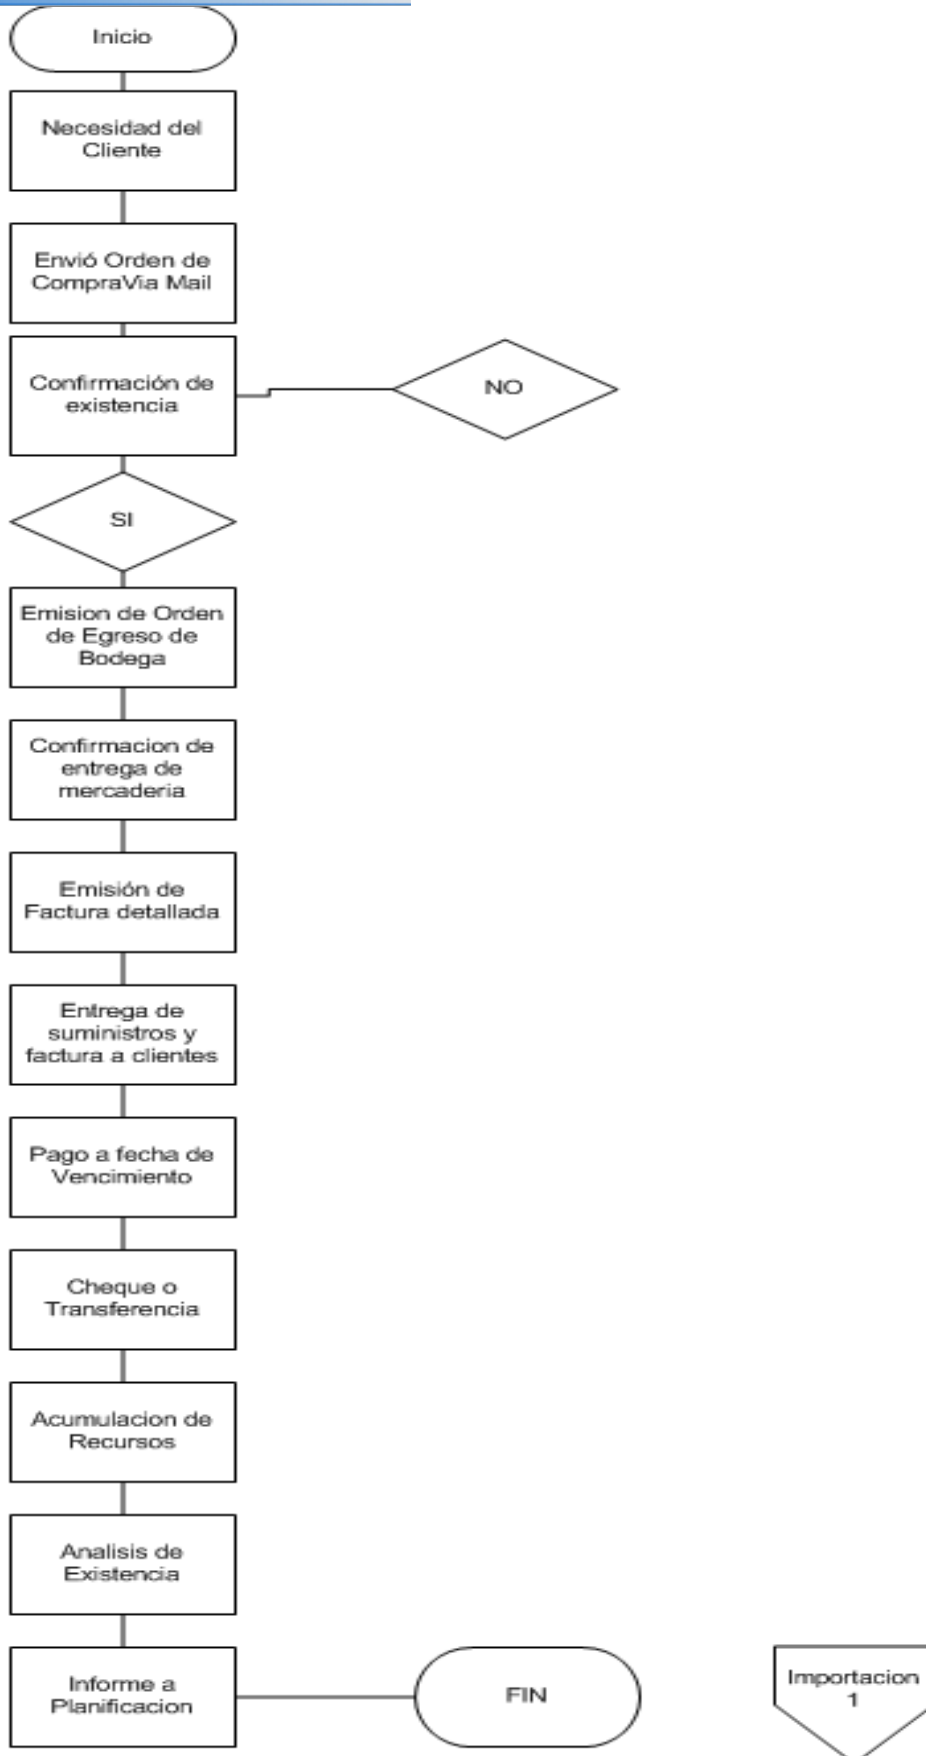 Inicio
Necesidad del
Cliente
Envió Orden de
CompraVia Mail
Confirmación de
existencia
NO
SI
Emision de Orden
de Egreso de
Bodega
Confirmacion de
entrega de
mercaderia
Emisión de
Factura detallada
Entrega de
suministros y
factura a clientes
Pago a fecha de
Vencimiento
Cheque o
Transferencia
Acumulacion de
Recursos
Analisis de
Existencia
Informe a
Planificacion
FIN
Importacion
1